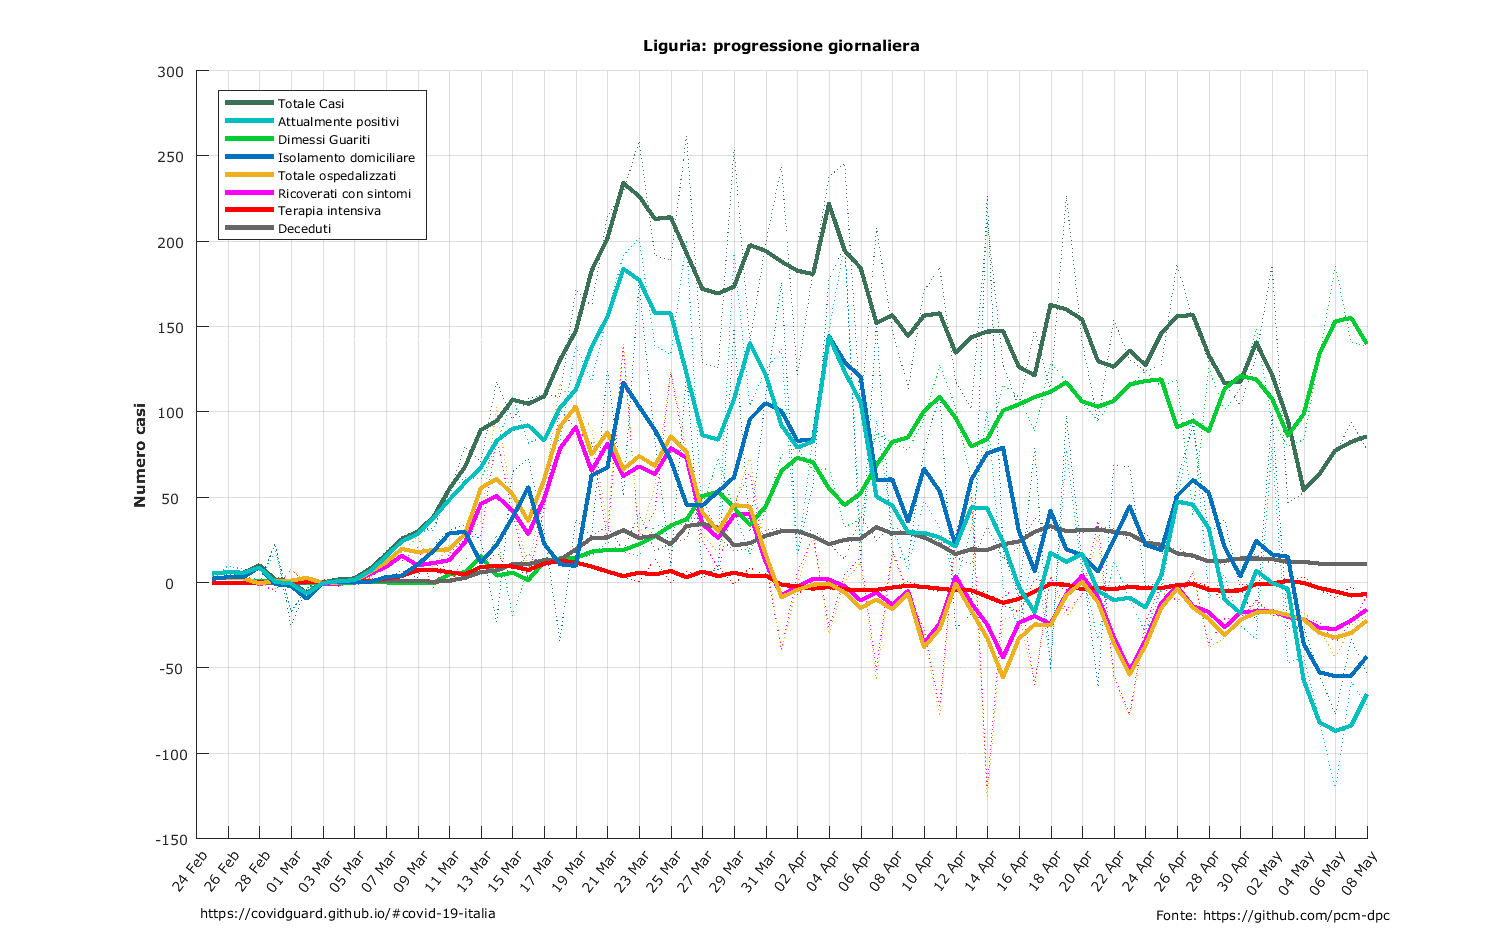 Liguria: progressione giornaliera
300
250
200
150
100
50
0
-50
-100
-150
Numero casi
Totale Casi
Attualmente positivi
Dimessi Guariti
Isolamento domiciliare
Totale ospedalizzati
Ricoverati con sintomi
Terapia intensiva
Deceduti
24 Feb
26 Feb
28 Feb
01 Mar
03 Mar
05 Mar
07 Mar
09 Mar
11 Mar
13 Mar
15 Mar
17 Mar
19 Mar
21 Mar
23 Mar
25 Mar
27 Mar
29 Mar
31 Mar
02 Apr
04 Apr
06 Apr
08 Apr
10 Apr
12 Apr
14 Apr
16 Apr
18 Apr
20 Apr
22 Apr
24 Apr
26 Apr
28 Apr
30 Apr
02 May
04 May
06 May
08 May
https://covidguard.github.io/#covid-19-italia
Fonte: https://github.com/pcm-dpc